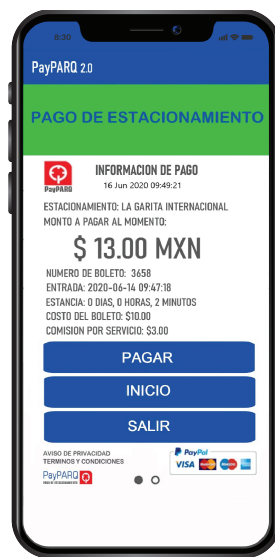 8:30
PayPARQ 2.0
PAGO DE ESTACIONAMIENTO
INFORMACION DE PAGO
16 Jun 2020 09:49:21
PayPARQ
ESTACIONAMIENTO: LA GARITA INTERNACIONAL
MONTO A PAGAR AL MOMENTO:
$ 13.00 MXN
NUMERO DE BOLETO: 3658
ENTRADA: 2020-06-14 09:47:18
ESTANCIA: 0 DIAS, 0 HORAS, 2 MINUTOS
COSTO DEL BOLETO: $10.00
COMISION POR SERVICIO: $3.00
PAGAR
INICIO
SALIR
AVISO DE PRIVACIDAD
TERMINOS Y CONDICIONES
PayPARQ
PayPal
VISA